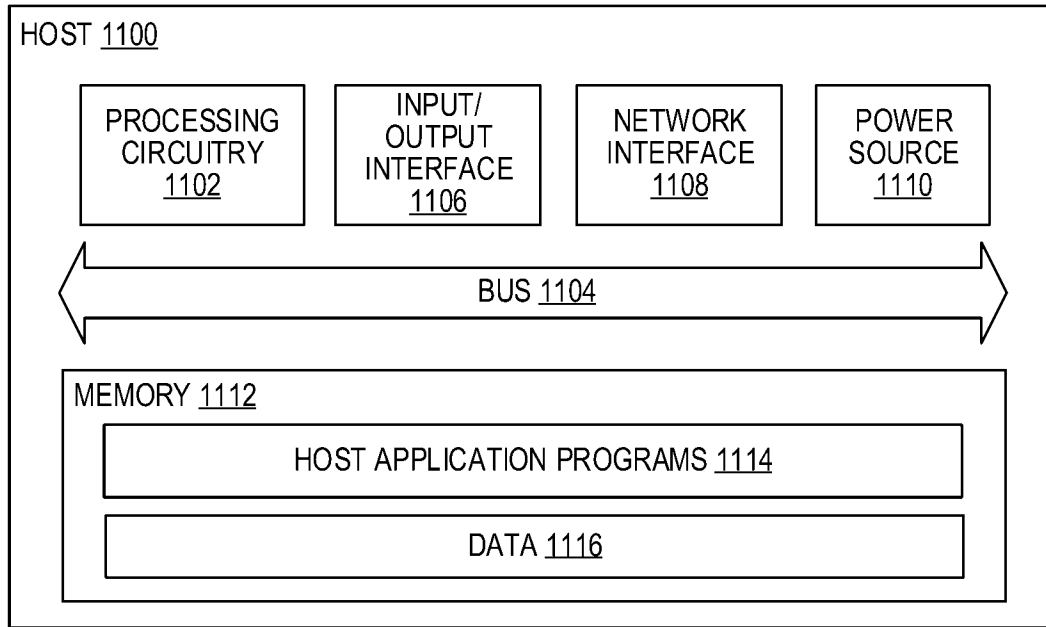 HOST 1100
PROCESSING
CIRCUITRY
1102
INPUT/
OUTPUT
INTERFACE
1106
NETWORK
INTERFACE
1108
POWER
SOURCE
1110
BUS 1104
MEMORY 1112
HOST APPLICATION PROGRAMS 1114
DATA 1116